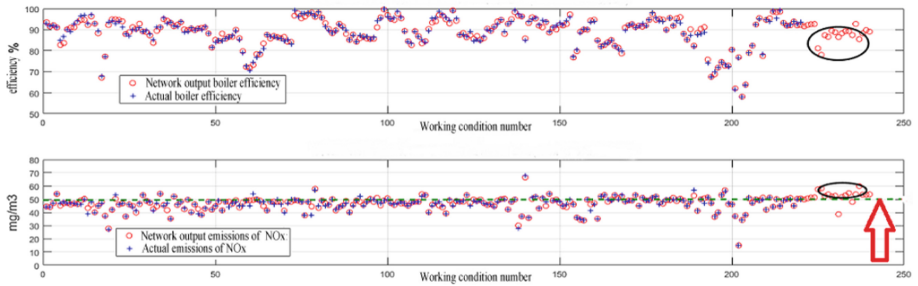 100
90
80
70
60
50
efficiency %
Network output boiler efficiency
Actual boiler efficiency
0 50 100 150 200 250
Working condition number
80
70
60
50
40
30
20
10
0
mg/m3
Network output emissions of NOx:
Actual emissions of NOx
0 50 100 150 200 250
Working condition number